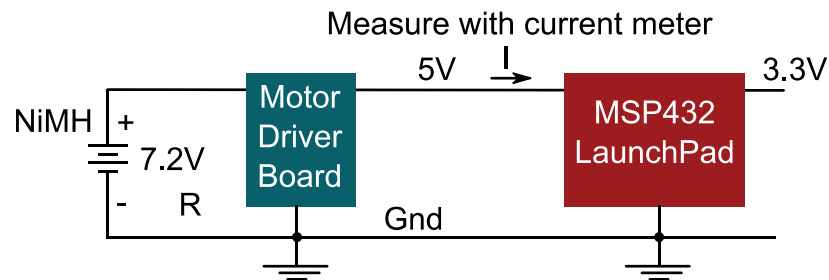 Measure with current meter
I
5V
3.3V
NiMH
+
7.2V
-
R
Motor
Driver
Board
MSP432
LaunchPad
Gnd